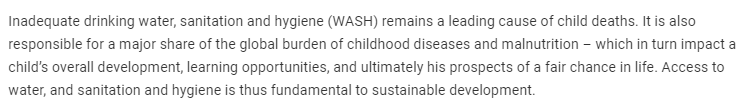 Inadequate drinking water, sanitation and hygiene (WASH) remains a leading cause of child deaths. It is also
responsible for a major share of the global burden of childhood diseases and malnutrition – which in turn impact a
child's overall development, learning opportunities, and ultimately his prospects of a fair chance in life. Access to
water, and sanitation and hygiene is thus fundamental to sustainable development.